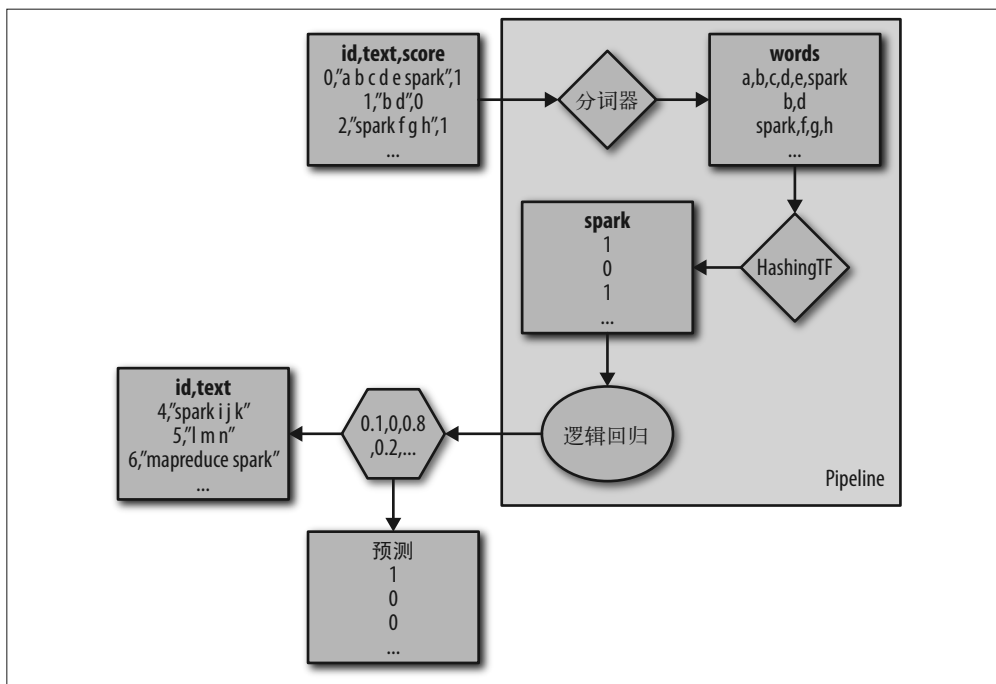 id,text,score
0,”a b c d e spark”,1
1,”b d”,0
2,”spark f g h”,1
...
分词器
words
a,b,c,d,e,spark
b,d
spark,f,g,h
...
HashingTF
spark
1
0
1
...
逻辑回归
Pipeline
0.1,0,0.8
,0.2,...
id,text
4,”spark i j k”
5,”l m n”
6,”mapreduce spark”
...
预测
1
0
0
...